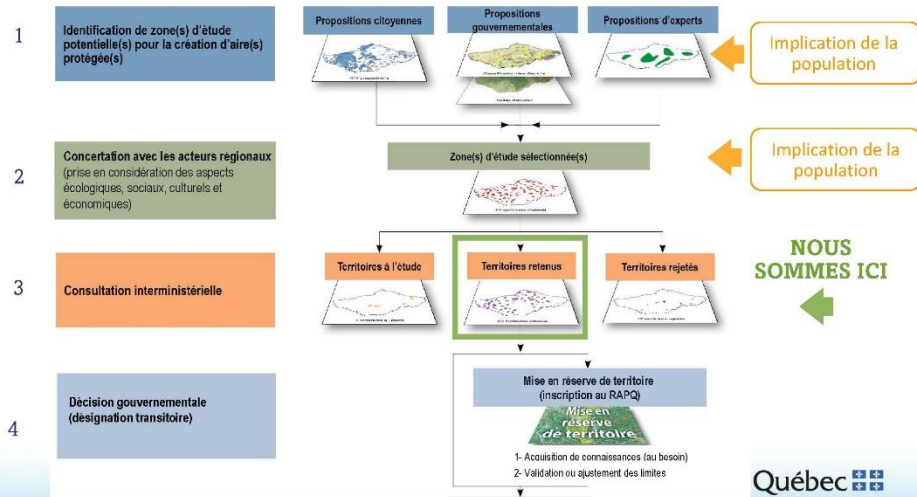 1
Identification de zone(s) d'étude
potentielle(s) pour la création d'aire(s)
protégée(s)
Propositions citoyennes
Propositions
gouvernementales
Propositions d'experts
Implication de la
population
2
Concertation avec les acteurs régionaux
(prise en considération des aspects
écologiques, sociaux, culturels et
économiques)
Zone(s) d'étude sélectionnée(s)
Implication de la
population
3
Consultation interministérielle
Territoires à l'étude
Territoires retenus
Territoires rejetés
NOUS
SOMMES ICI
4
Décision gouvernementale
(désignation transitoire)
Mise en réserve de territoire
(inscription au RAPQ)
Mise en
réserve
de territoire
1- Acquisition de connaissances (au besoin)
2- Validation ou ajustement des limites
Québec